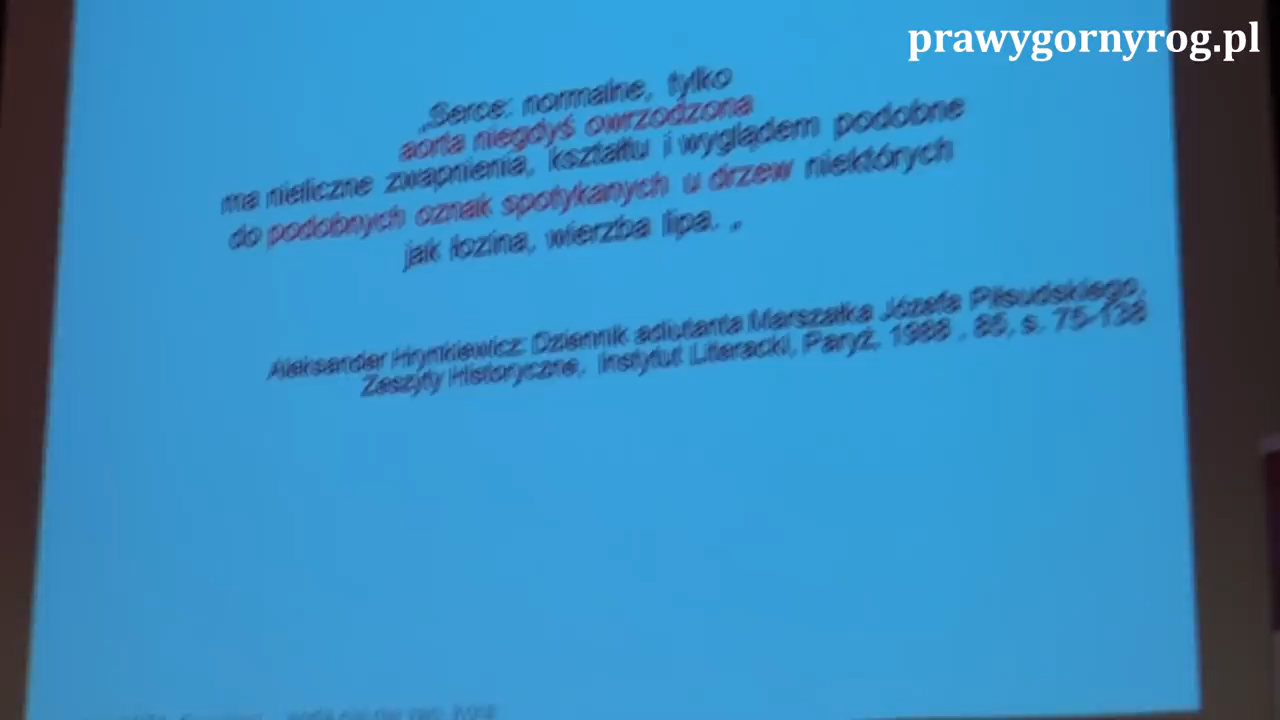 prawygornyrog.pl
„Serce: normalne, tylko
aorta niegdyś owrzodzona
ma nieliczne zwapnienia, kształtu i wyglądem podobne
do podobnych oznak spotykanych u drzew niektórych
jak łozina, wierzba lipa. „
Aleksander Hrynkiewicz: Dziennik adiutanta Marszałka Józefa Piłsudskiego,
Zeszyty Historyczne, Instytut Literacki, Paryż, 1988 , 85, s. 75-138